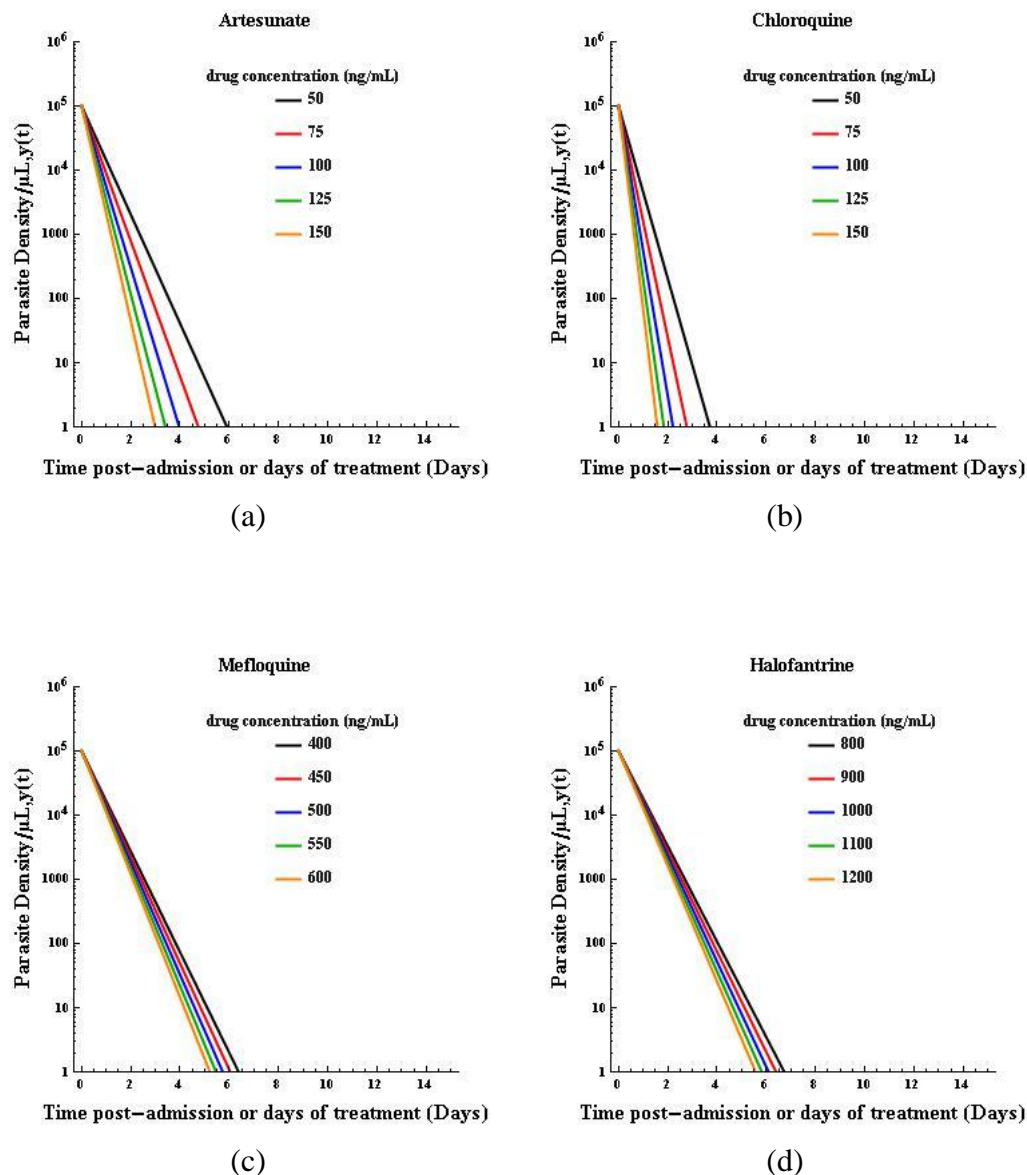 Artesunate
10⁶
10⁵
10⁴
1000
100
10
1
Parasite Density/μL,y(t)
drug concentration (ng/mL)
50
75
100
125
150
0 2 4 6 8 10 12 14
Time post−admission or days of treatment (Days)
(a)
Chloroquine
10⁶
10⁵
10⁴
1000
100
10
1
Parasite Density/μL,y(t)
drug concentration (ng/mL)
50
75
100
125
150
0 2 4 6 8 10 12 14
Time post−admission or days of treatment (Days)
(b)
Mefloquine
10⁶
10⁵
10⁴
1000
100
10
1
Parasite Density/μL,y(t)
drug concentration (ng/mL)
400
450
500
550
600
0 2 4 6 8 10 12 14
Time post−admission or days of treatment (Days)
(c)
Halofantrine
10⁶
10⁵
10⁴
1000
100
10
1
Parasite Density/μL,y(t)
drug concentration (ng/mL)
800
900
1000
1100
1200
0 2 4 6 8 10 12 14
Time post−admission or days of treatment (Days)
(d)